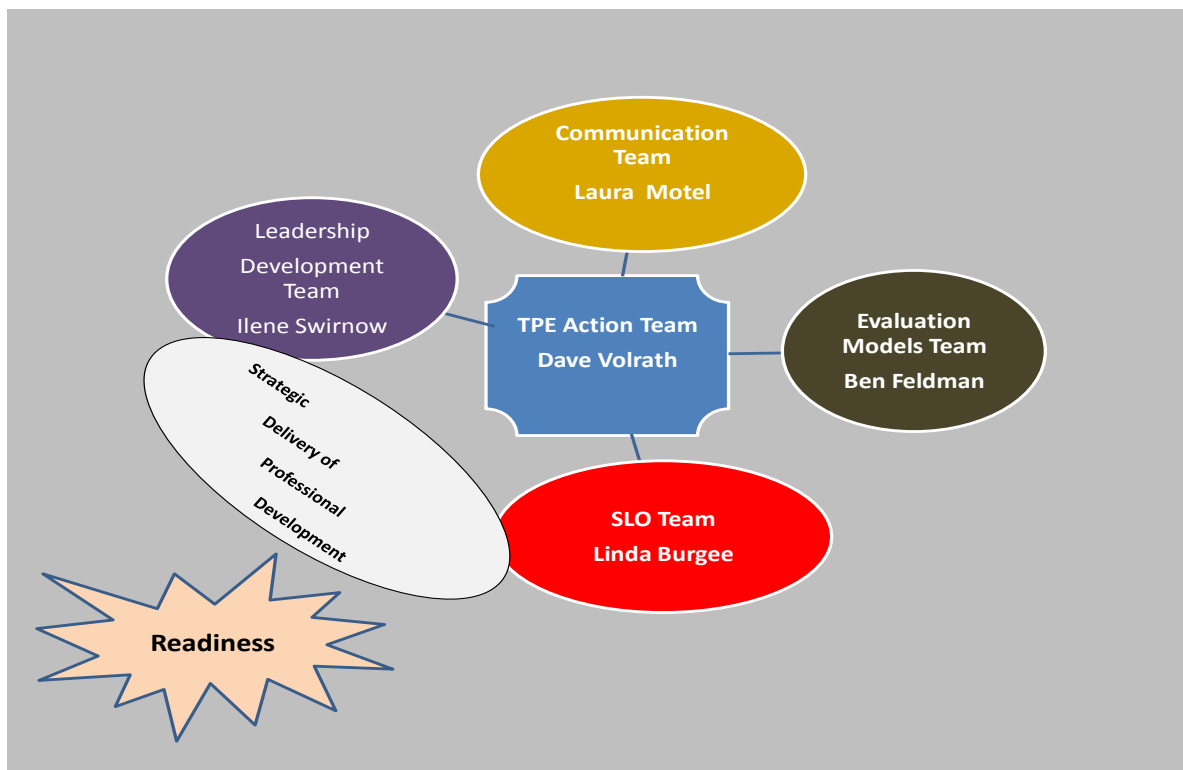 Communication
Team
Laura Motel
Leadership
Development
Team
Ilene Swirnow
TPE Action Team
Dave Volrath
Evaluation
Models Team
Ben Feldman
Strategic
Delivery of
Professional
Development
SLO Team
Linda Burgee
Readiness